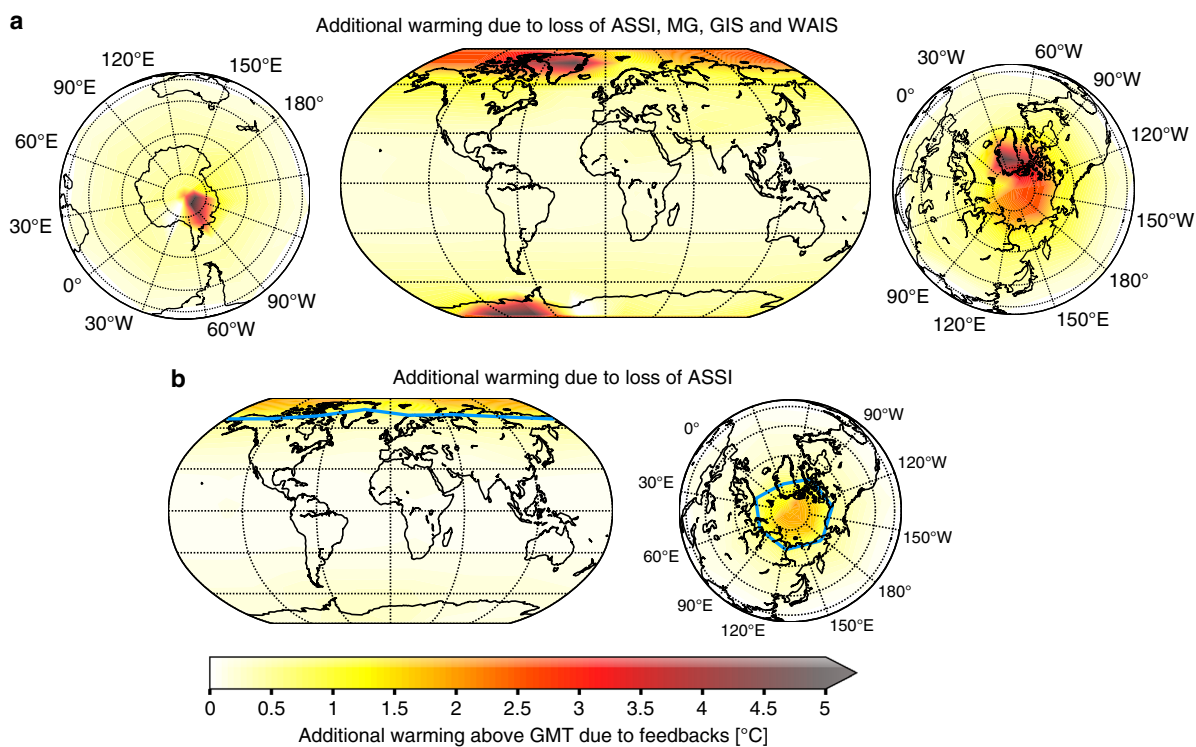 a
Additional warming due to loss of ASSI, MG, GIS and WAIS
120°E
150°E
90°E
180°
60°E
30°E
0°
90°W
30°W
60°W
30°W
60°W
0°
90°W
120°W
150°W
180°
90°E
150°E
120°E
b
Additional warming due to loss of ASSI
0°
90°W
30°E
120°W
60°E
150°W
90°E
180°
120°E
150°E
0
0.5
1
1.5
2
2.5
3
3.5
4
4.5
5
Additional warming above GMT due to feedbacks [°C]